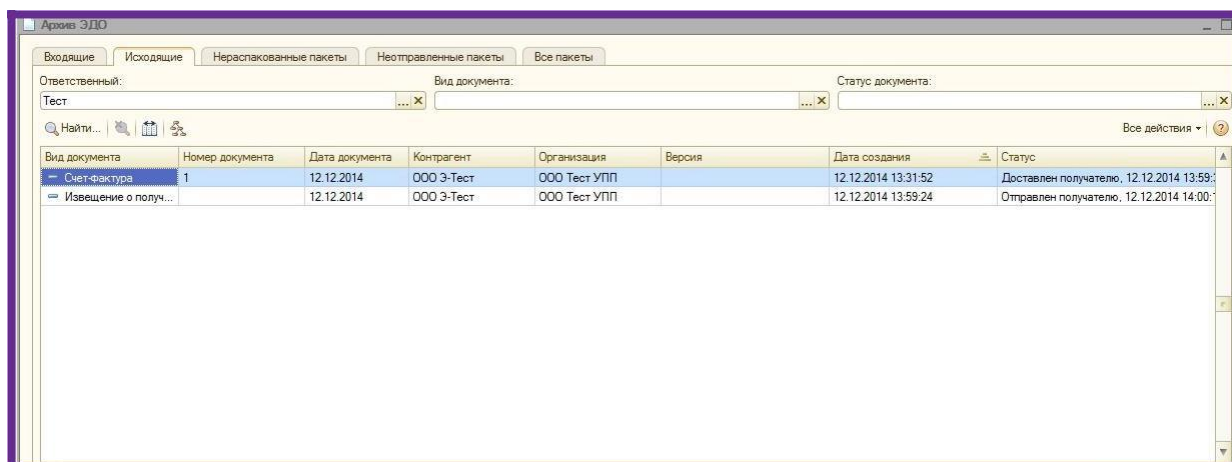 Архив ЭДО
Входящие Исходящие Нераспакованные пакеты Неотправленные пакеты Все пакеты
Ответственный: Вид документа: Статус документа:
Тест
Найти... Все действия
Вид документа Номер документа Дата документа Контрагент Организация Версия Дата создания Статус
Счет-фактура 1 12.12.2014 ООО Э-Тест ООО Тест УПП 12.12.2014 13:31:52 Доставлен получателю, 12.12.2014 13:59:
Извещение о получ... 12.12.2014 ООО Э-Тест ООО Тест УПП 12.12.2014 13:59:24 Отправлен получателю, 12.12.2014 14:00: